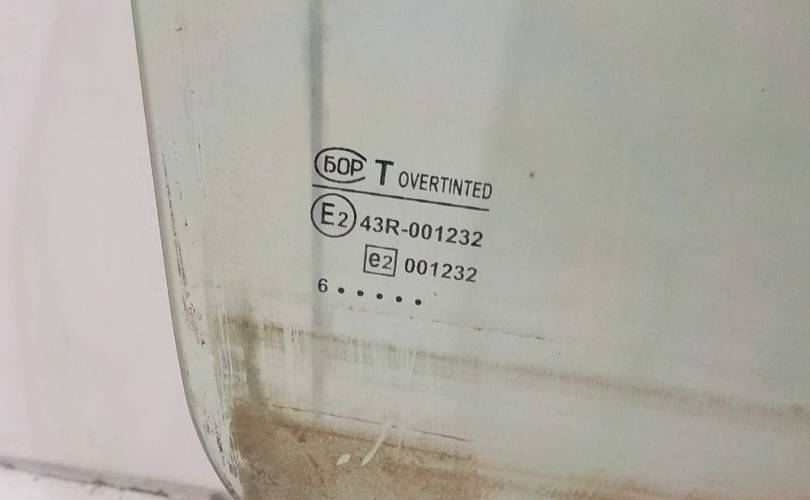 БОР T OVERTINTED
E2 43R-001232
e2 001232
6 • • • • •